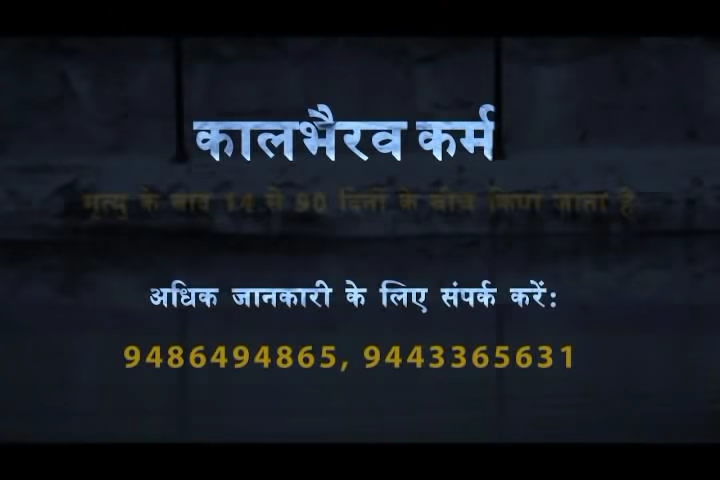 कालभैरव कर्म
मृत्यु के बाद 14 से 90 दिनों के बीच किया जाता है
अधिक जानकारी के लिए संपर्क करें:
9486494865, 9443365631